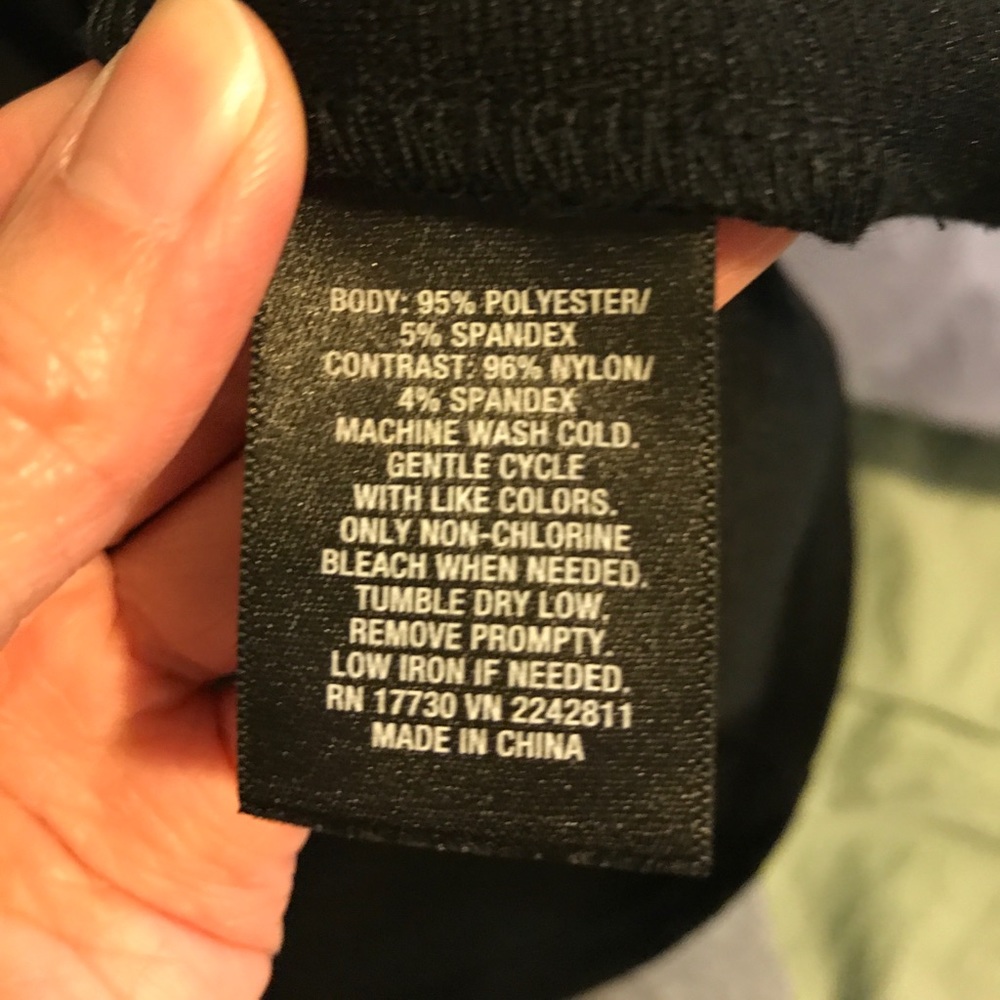 BODY: 95% POLYESTER/
5% SPANDEX
CONTRAST: 96% NYLON/
4% SPANDEX
MACHINE WASH COLD.
GENTLE CYCLE
WITH LIKE COLORS.
ONLY NON-CHLORINE
BLEACH WHEN NEEDED.
TUMBLE DRY LOW.
REMOVE PROMPTY.
LOW IRON IF NEEDED.
RN 17730 VN 2242811
MADE IN CHINA